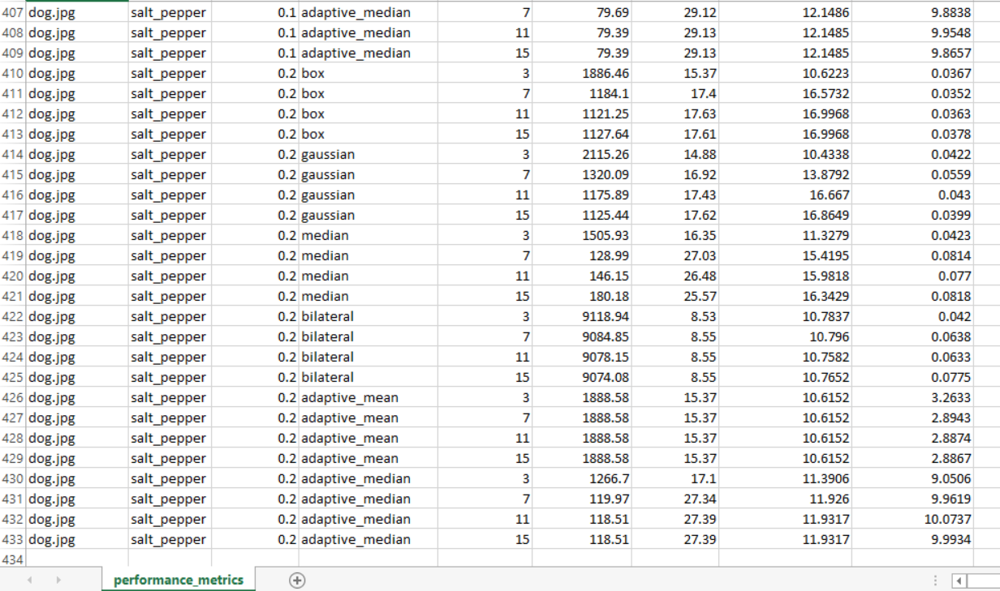 407 dog.jpg salt_pepper 0.1 adaptive_median 7 79.69 29.12 12.1486 9.8838
408 dog.jpg salt_pepper 0.1 adaptive_median 11 79.39 29.13 12.1485 9.9548
409 dog.jpg salt_pepper 0.1 adaptive_median 15 79.39 29.13 12.1485 9.8657
410 dog.jpg salt_pepper 0.2 box 3 1886.46 15.37 10.6223 0.0367
411 dog.jpg salt_pepper 0.2 box 7 1184.1 17.4 16.5732 0.0352
412 dog.jpg salt_pepper 0.2 box 11 1121.25 17.63 16.9968 0.0363
413 dog.jpg salt_pepper 0.2 box 15 1127.64 17.61 16.9968 0.0378
414 dog.jpg salt_pepper 0.2 gaussian 3 2115.26 14.88 10.4338 0.0422
415 dog.jpg salt_pepper 0.2 gaussian 7 1320.09 16.92 13.8792 0.0559
416 dog.jpg salt_pepper 0.2 gaussian 11 1175.89 17.43 16.667 0.043
417 dog.jpg salt_pepper 0.2 gaussian 15 1125.44 17.62 16.8649 0.0399
418 dog.jpg salt_pepper 0.2 median 3 1505.93 16.35 11.3279 0.0423
419 dog.jpg salt_pepper 0.2 median 7 128.99 27.03 15.4195 0.0814
420 dog.jpg salt_pepper 0.2 median 11 146.15 26.48 15.9818 0.077
421 dog.jpg salt_pepper 0.2 median 15 180.18 25.57 16.3429 0.0818
422 dog.jpg salt_pepper 0.2 bilateral 3 9118.94 8.53 10.7837 0.042
423 dog.jpg salt_pepper 0.2 bilateral 7 9084.85 8.55 10.796 0.0638
424 dog.jpg salt_pepper 0.2 bilateral 11 9078.15 8.55 10.7582 0.0633
425 dog.jpg salt_pepper 0.2 bilateral 15 9074.08 8.55 10.7652 0.0775
426 dog.jpg salt_pepper 0.2 adaptive_mean 3 1888.58 15.37 10.6152 3.2633
427 dog.jpg salt_pepper 0.2 adaptive_mean 7 1888.58 15.37 10.6152 2.8943
428 dog.jpg salt_pepper 0.2 adaptive_mean 11 1888.58 15.37 10.6152 2.8874
429 dog.jpg salt_pepper 0.2 adaptive_mean 15 1888.58 15.37 10.6152 2.8867
430 dog.jpg salt_pepper 0.2 adaptive_median 3 1266.7 17.1 11.3906 9.0506
431 dog.jpg salt_pepper 0.2 adaptive_median 7 119.97 27.34 11.926 9.9619
432 dog.jpg salt_pepper 0.2 adaptive_median 11 118.51 27.39 11.9317 10.0737
433 dog.jpg salt_pepper 0.2 adaptive_median 15 118.51 27.39 11.9317 9.9934
434
performance_metrics